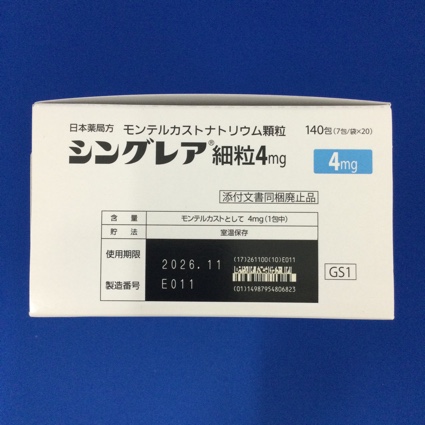 日本薬局方 モンテルカストナトリウム顆粒 140包(7包/袋×20)
シングレア®細粒4mg 4mg
添付文書同梱廃止品
含量 モンテルカストとして 4mg(1包中)
貯法 室温保存
使用期限 2026.11 (17)261100(10)E011
製造番号 E011 (01)14987954806823
GS1